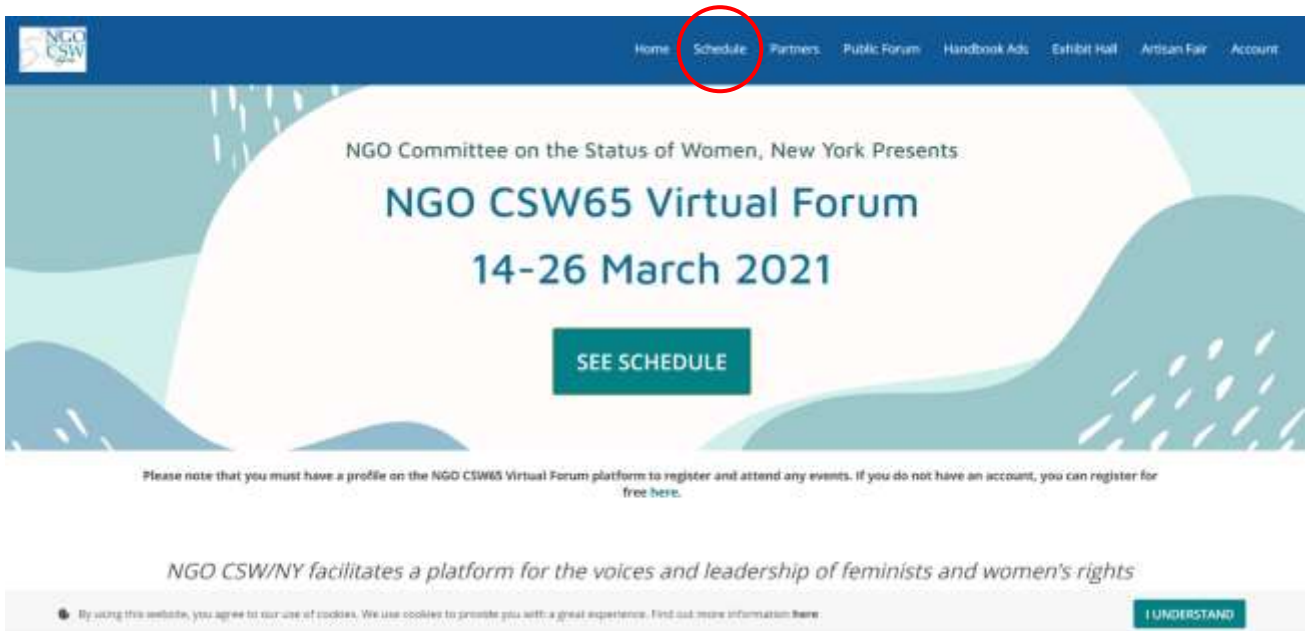 NGO
CSW
Home Schedule Partners Public Forum Handbook Ads Exhibit Hall Artisan Fair Account
NGO Committee on the Status of Women, New York Presents
NGO CSW65 Virtual Forum
14-26 March 2021
SEE SCHEDULE
Please note that you must have a profile on the NGO CSW65 Virtual Forum platform to register and attend any events. If you do not have an account, you can register for
free here.
NGO CSW/NY facilitates a platform for the voices and leadership of feminists and women's rights
By using this website, you agree to our use of cookies. We use cookies to provide you with a great experience. Find out more information here
I UNDERSTAND